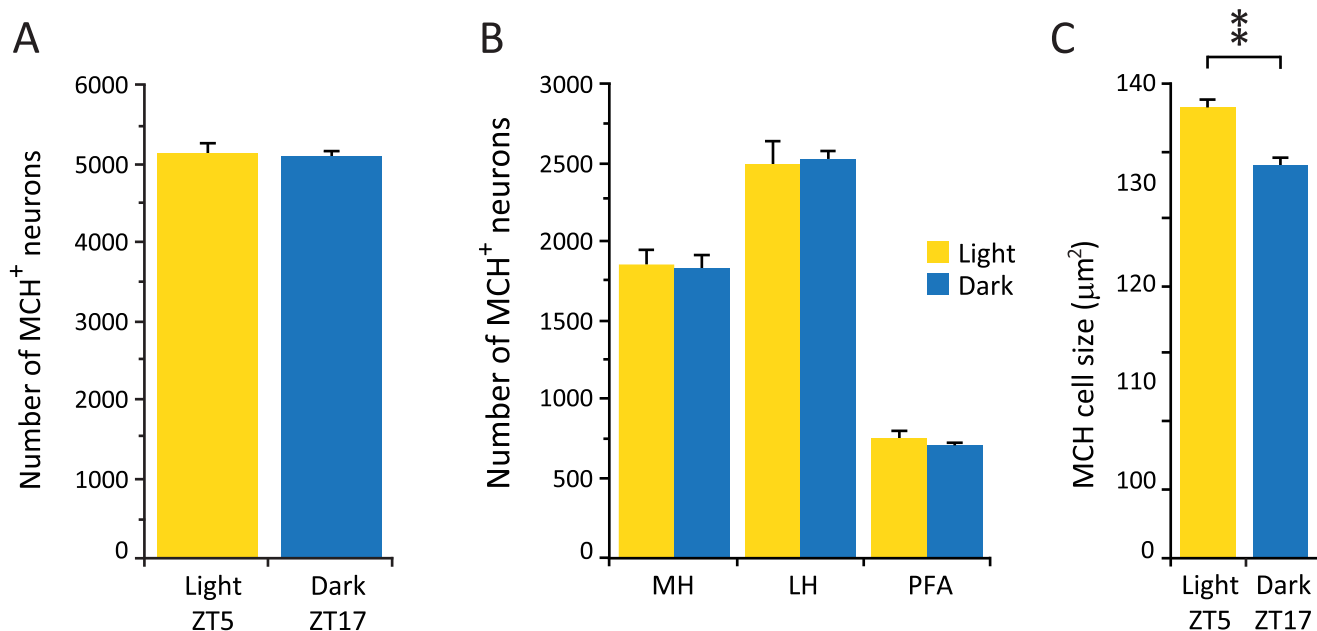 A
Number of MCH+ neurons
6000
5000
4000
3000
2000
1000
0
Light
ZT5
Dark
ZT17
B
Number of MCH+ neurons
3000
2500
2000
1500
1000
500
0
MH
LH
PFA
Light
Dark
C
**
MCH cell size (μm²)
140
130
120
110
100
0
Light
ZT5
Dark
ZT17